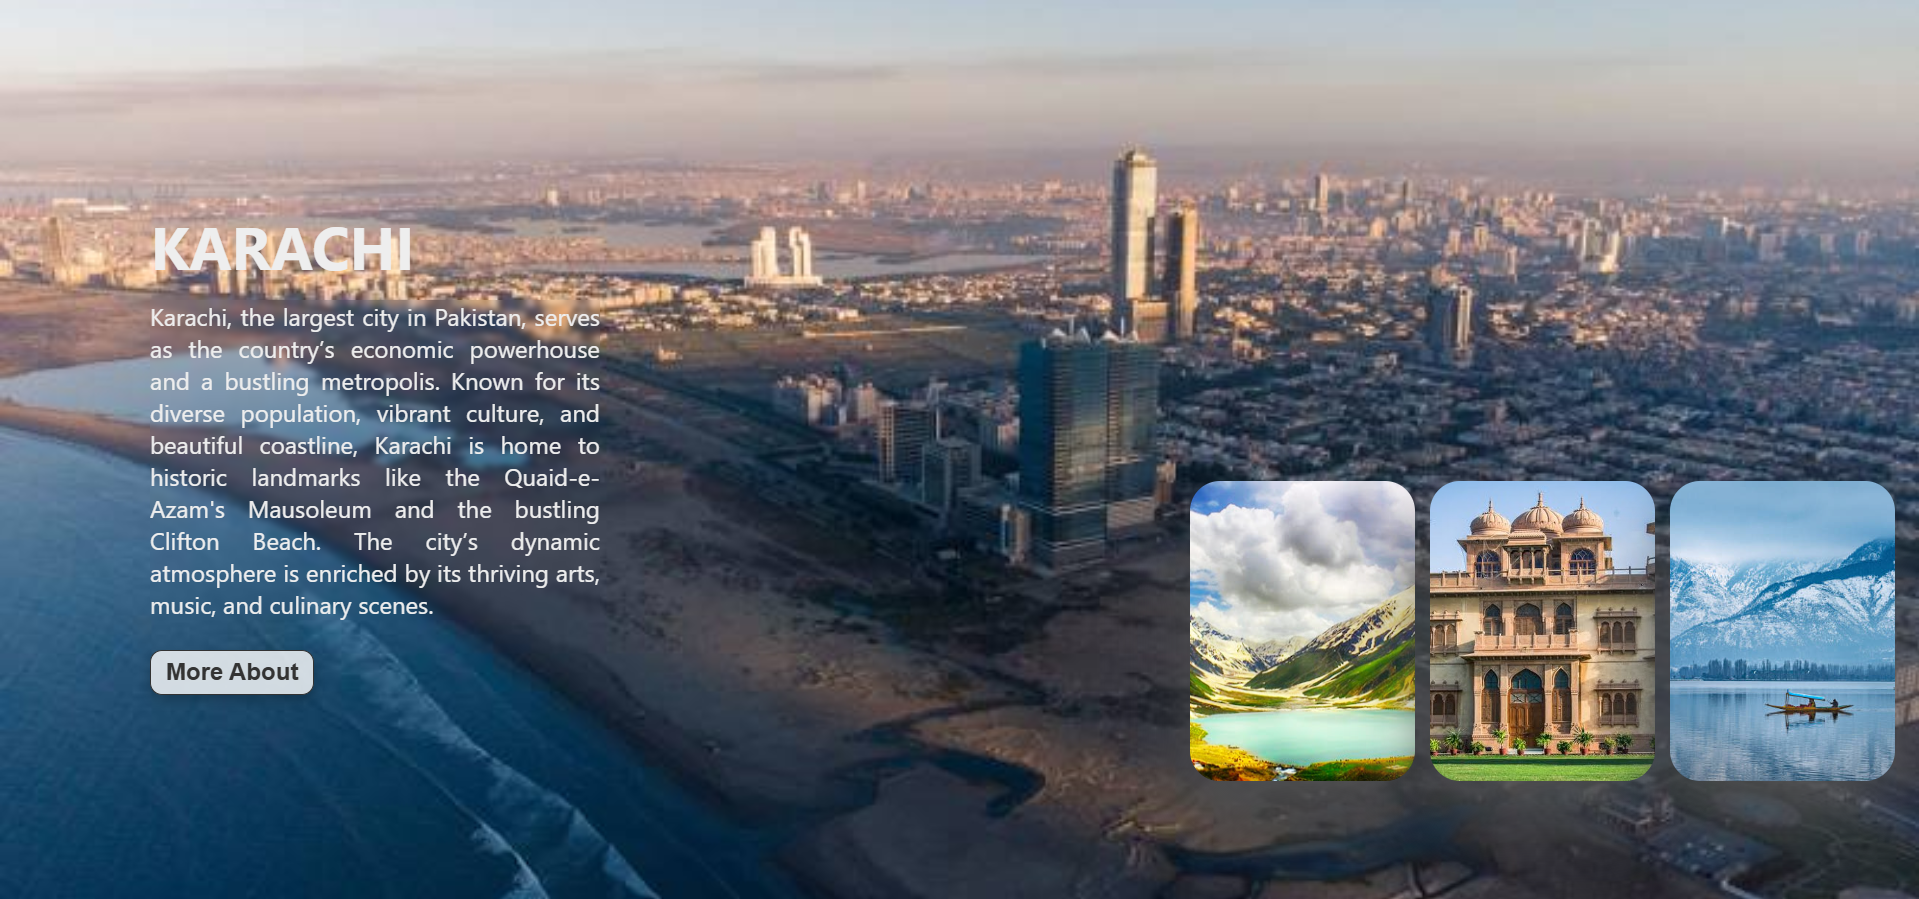 KARACHI
Karachi, the largest city in Pakistan, serves
as the country’s economic powerhouse
and a bustling metropolis. Known for its
diverse population, vibrant culture, and
beautiful coastline, Karachi is home to
historic landmarks like the Quaid-e-
Azam's Mausoleum and the bustling
Clifton Beach. The city’s dynamic
atmosphere is enriched by its thriving arts,
music, and culinary scenes.
More About